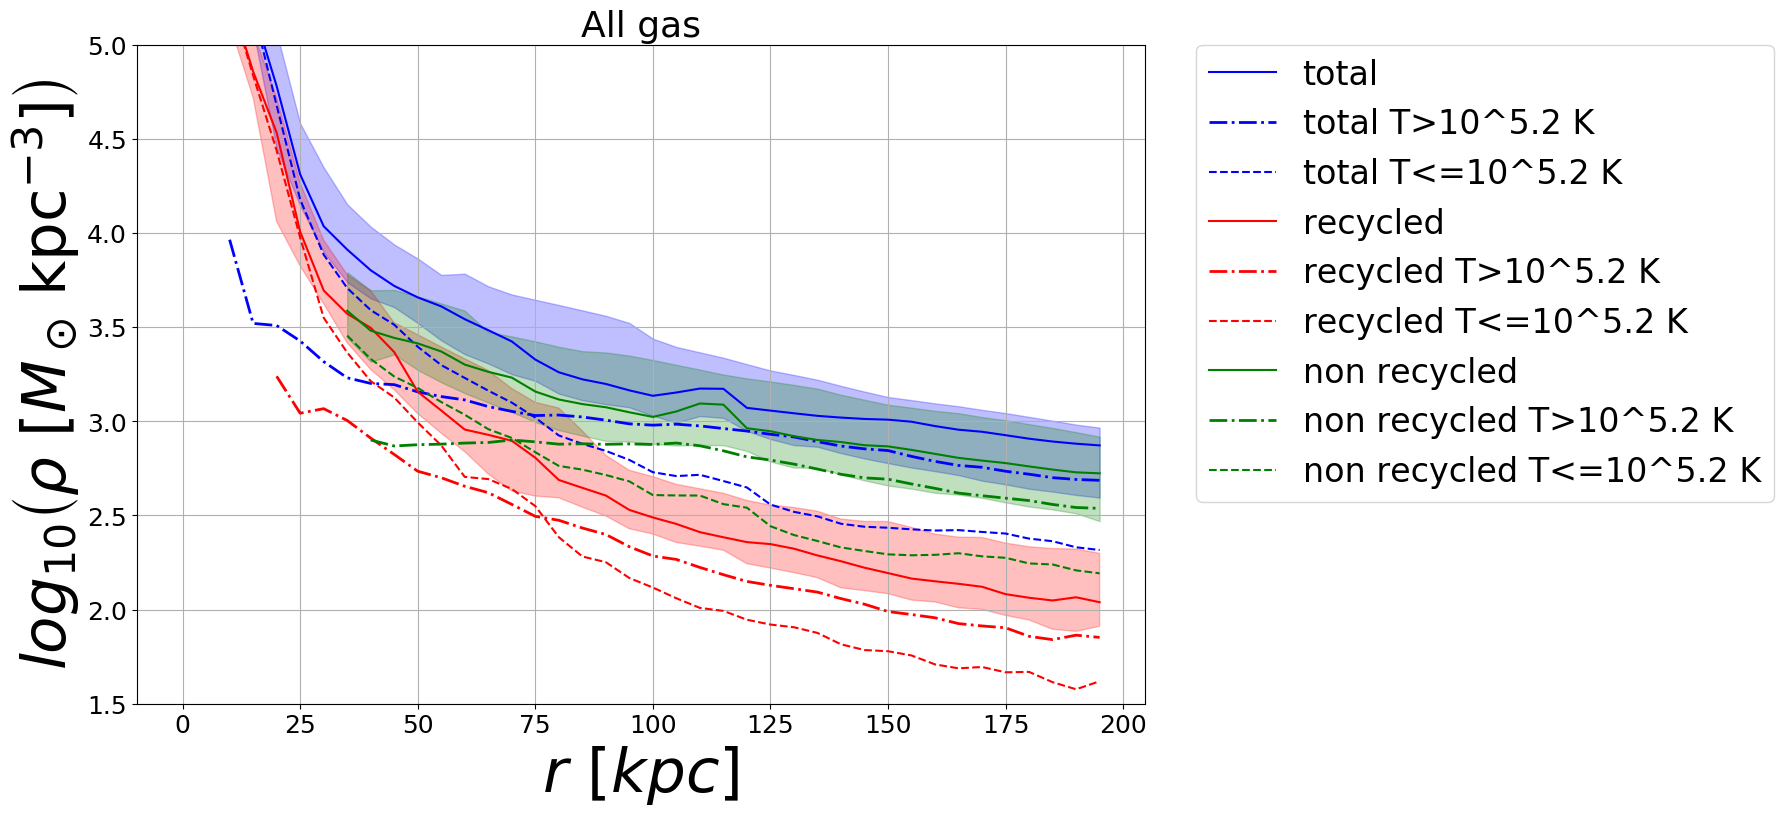 All gas
log₁₀(ρ [M⊙ kpc⁻³])
5.0
4.5
4.0
3.5
3.0
2.5
2.0
1.5
0 25 50 75 100 125 150 175 200
r [kpc]
total
total T>10^5.2 K
total T<=10^5.2 K
recycled
recycled T>10^5.2 K
recycled T<=10^5.2 K
non recycled
non recycled T>10^5.2 K
non recycled T<=10^5.2 K